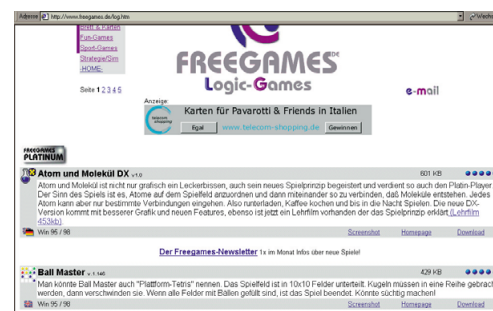 Adresse http://www.freegames.de/log.htm Wechs
Brett & Karten
Fun-Games
Sport-Games
Strategie/Sim
-HOME-
Seite 1 2 3 4 5
FREEGAMES DE
Logic-Games
e-mail
Anzeige:
telecom shopping
Karten für Pavarotti & Friends in Italien
Egal www.telecom-shopping.de Gewinnen
FREEGAMES
PLATINUM
Atom und Molekül DX v1.0 601 KB
Atom und Molekül ist nicht nur grafisch ein Leckerbissen, auch sein neues Spielprinzip begeistert und verdient so auch den Platin-Player
Der Sinn des Spiels ist es, Atome auf dem Spielfeld anzuordnen und dann miteinander so zu verbinden, daß Moleküle entstehen. Jedes
Atom kann aber nur bestimmte Verbindungen eingehen. Also runterladen, Kaffee kochen und bis in die Nacht Spielen. Die neue DX-
Version kommt mit besserer Grafik und neuen Features, ebenso ist jetzt ein Lehrfilm vorhanden der das Spielprinzip erklärt (Lehrfilm
453kb).
Win 95 / 98 Screenshot Homepage Download
Der Freegames-Newsletter 1x im Monat Infos über neue Spiele!
Ball Master v 1.146 429 KB
Man könnte Ball Master auch "Plattform-Tetris" nennen. Das Spielfeld ist in 10x10 Felder unterteilt. Kugeln müssen in eine Reihe gebrach
werden, dann verschwinden sie. Wenn alle Felder mit Bällen gefüllt sind, ist das Spiel beendet. Könnte süchtig machen!
Win 95 / 98 Screenshot Homepage Download